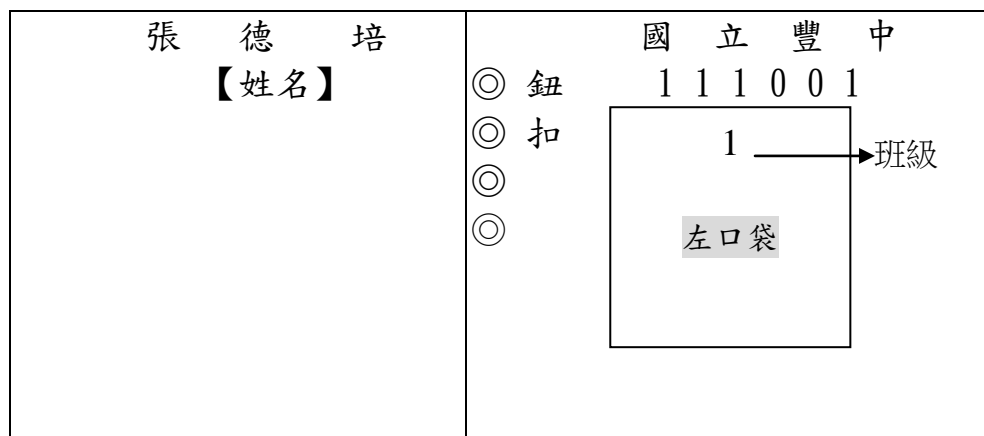 張 德 培
【姓名】
國 立 豐 中
1 1 1 0 0 1
◎ 鈕
◎ 扣
◎
◎
1
班級
左口袋